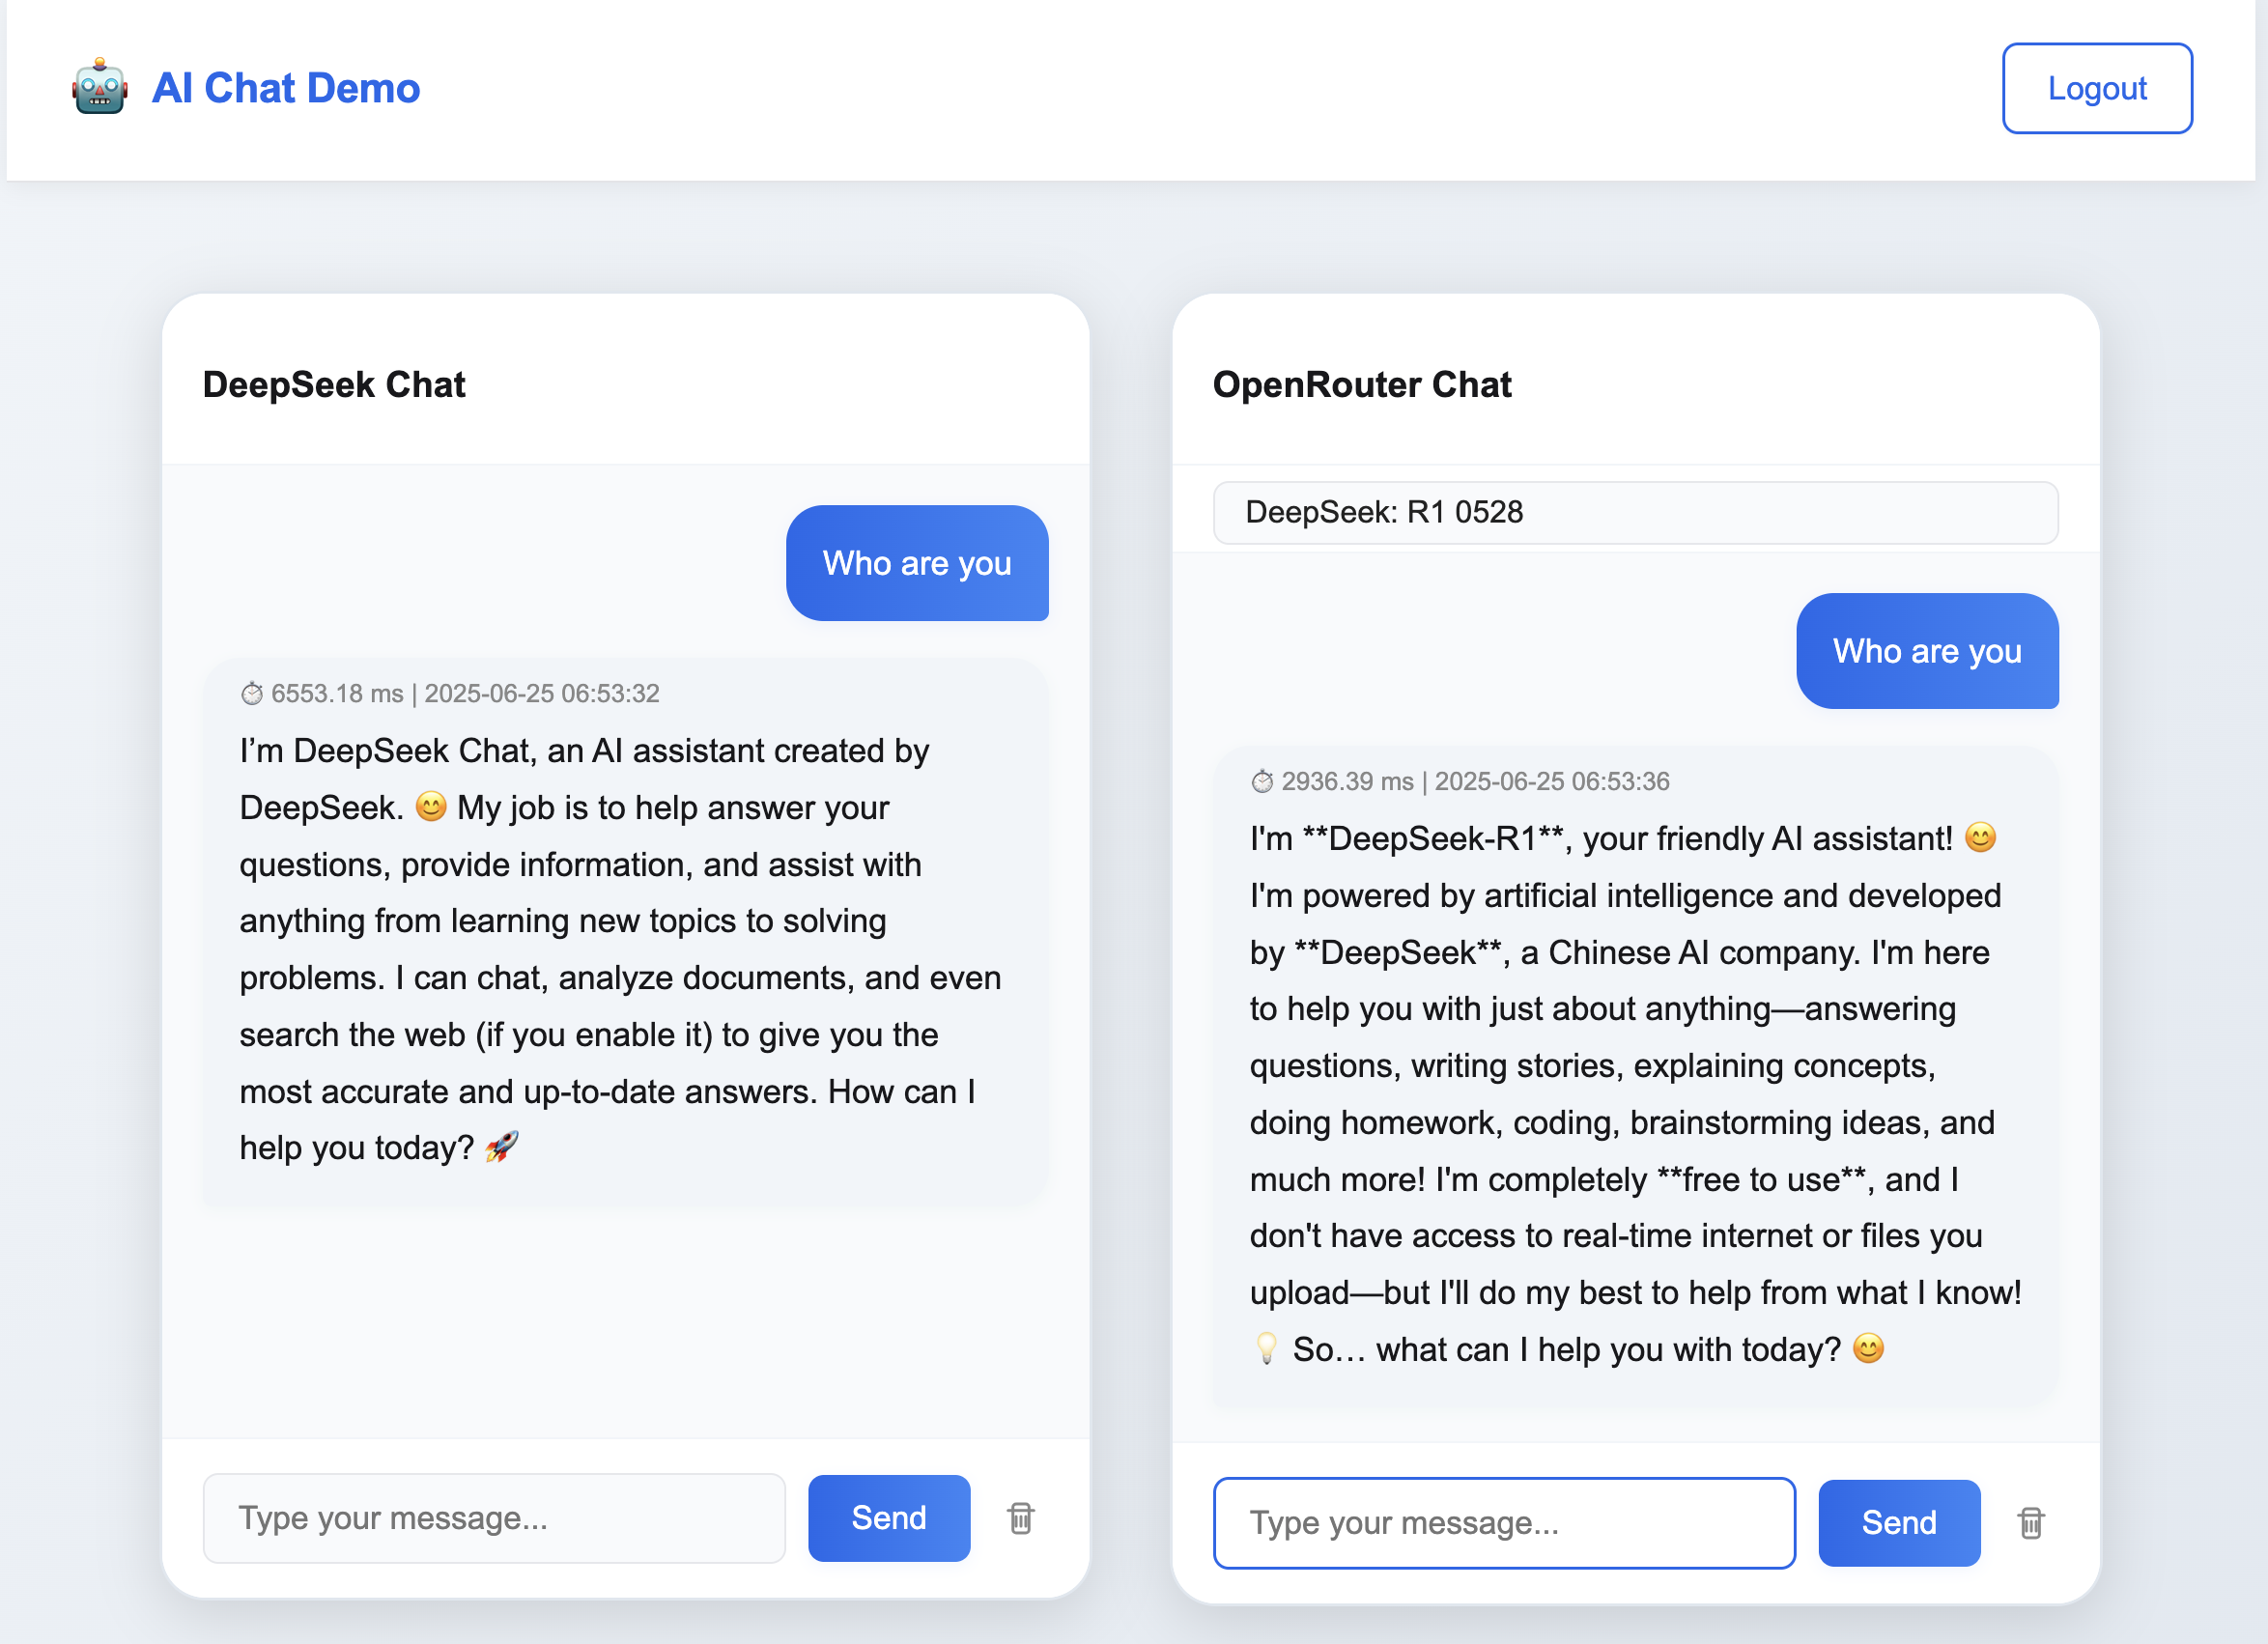 🤖 AI Chat Demo
Logout
DeepSeek Chat
Who are you
⏱ 6553.18 ms | 2025-06-25 06:53:32
I’m DeepSeek Chat, an AI assistant created by
DeepSeek. 😊 My job is to help answer your
questions, provide information, and assist with
anything from learning new topics to solving
problems. I can chat, analyze documents, and even
search the web (if you enable it) to give you the
most accurate and up-to-date answers. How can I
help you today? 🚀
Type your message...
Send
OpenRouter Chat
DeepSeek: R1 0528
Who are you
⏱ 2936.39 ms | 2025-06-25 06:53:36
I'm **DeepSeek-R1**, your friendly AI assistant! 😊
I'm powered by artificial intelligence and developed
by **DeepSeek**, a Chinese AI company. I'm here
to help you with just about anything—answering
questions, writing stories, explaining concepts,
doing homework, coding, brainstorming ideas, and
much more! I'm completely **free to use**, and I
don't have access to real-time internet or files you
upload—but I'll do my best to help from what I know!
💡 So… what can I help you with today? 😊
Type your message...
Send